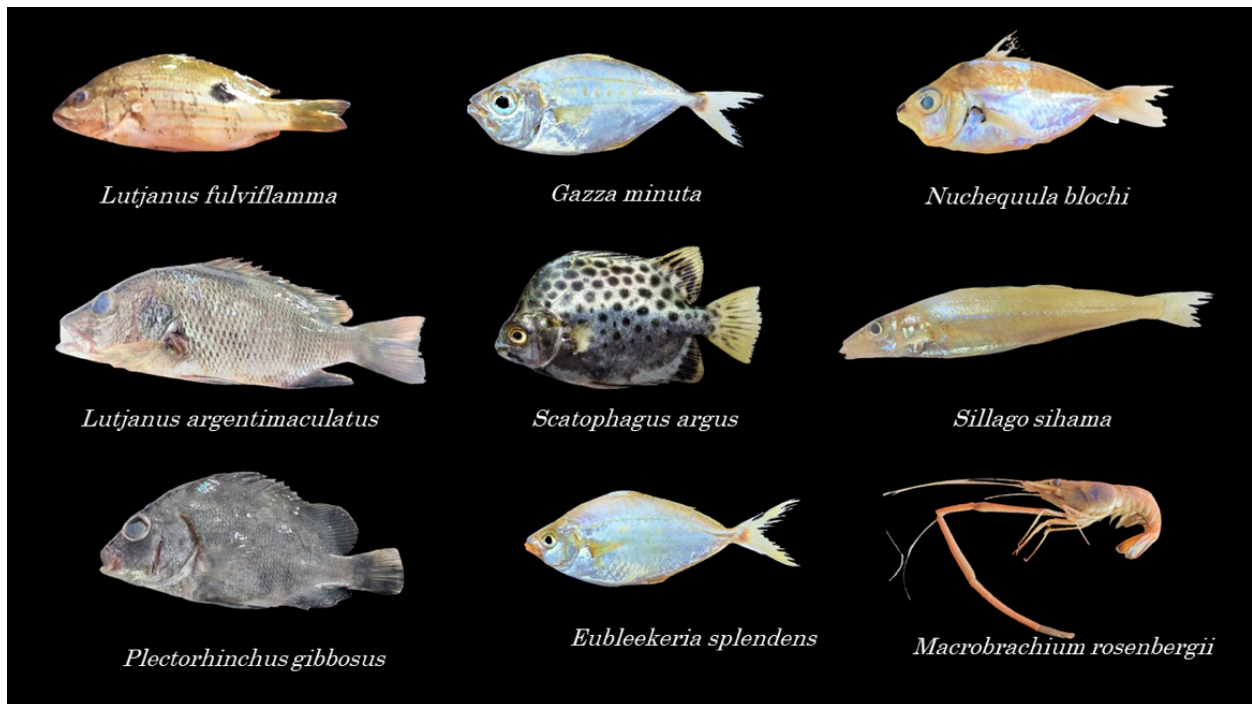 Lutjanus fulviflamma
Gazza minuta
Nuchequula blochi
Lutjanus argentimaculatus
Scatophagus argus
Sillago sihama
Plectorhinchus gibbosus
Eubleekeria splendens
Macrobrachium rosenbergii